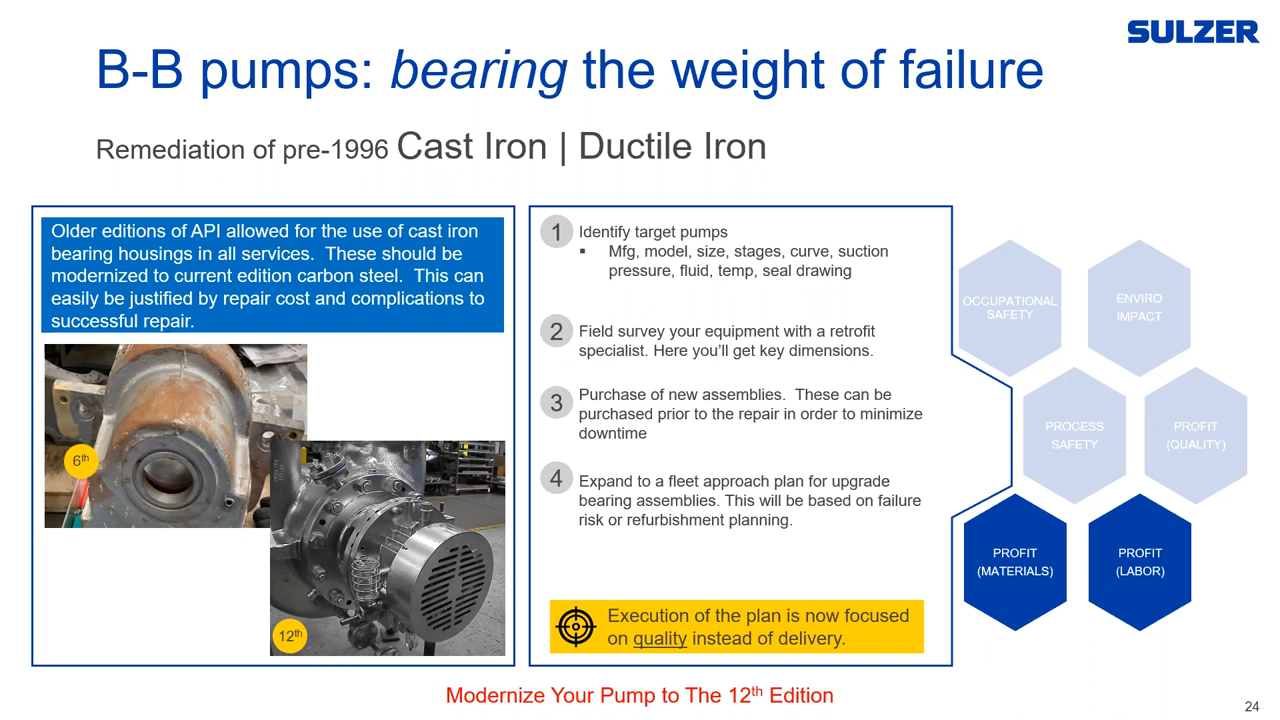 SULZER
B-B pumps: bearing the weight of failure
Remediation of pre-1996 Cast Iron | Ductile Iron
Older editions of API allowed for the use of cast iron
bearing housings in all services. These should be
modernized to current edition carbon steel. This can
easily be justified by repair cost and complications to
successful repair.
6th
12th
1
Identify target pumps
▪ Mfg, model, size, stages, curve, suction
pressure, fluid, temp, seal drawing
2
Field survey your equipment with a retrofit
specialist. Here you’ll get key dimensions.
3
Purchase of new assemblies. These can be
purchased prior to the repair in order to minimize
downtime
4
Expand to a fleet approach plan for upgrade
bearing assemblies. This will be based on failure
risk or refurbishment planning.
Execution of the plan is now focused
on quality instead of delivery.
OCCUPATIONAL
SAFETY
ENVIRO
IMPACT
PROCESS
SAFETY
PROFIT
(QUALITY)
PROFIT
(MATERIALS)
PROFIT
(LABOR)
Modernize Your Pump to The 12th Edition
24